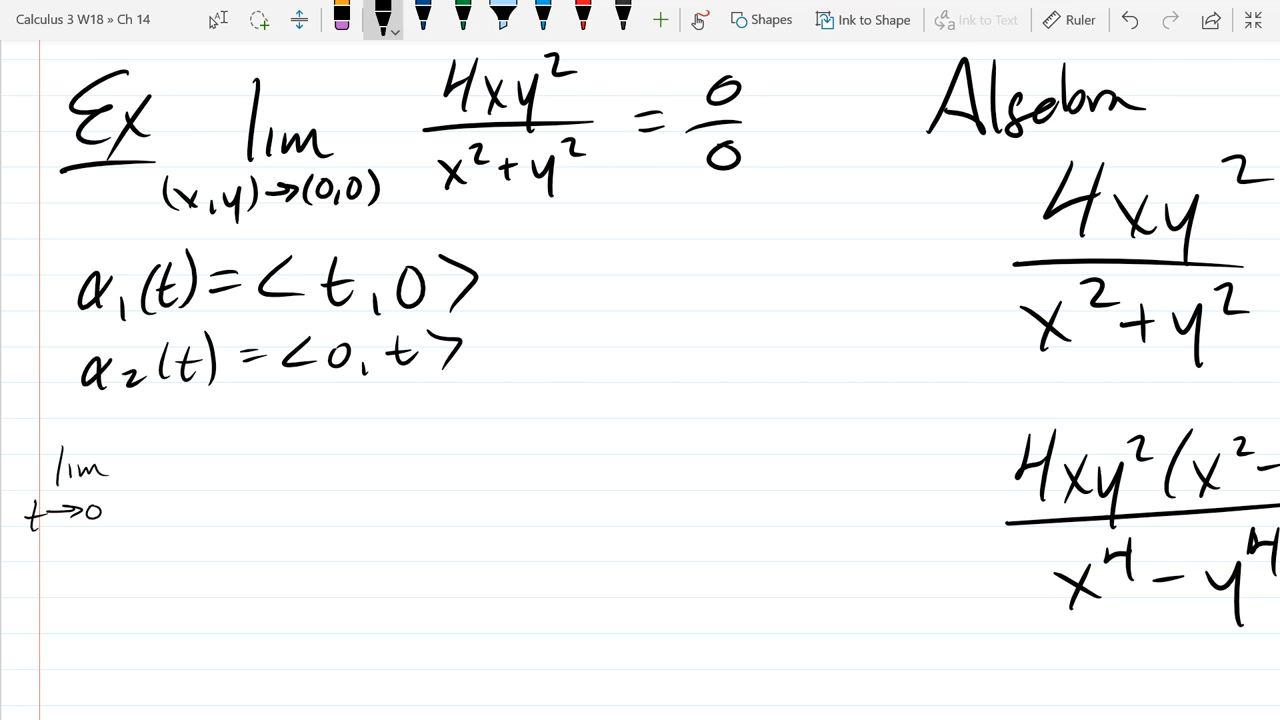 Calculus 3 W18 » Ch 14
Shapes
Ink to Shape
Ink to Text
Ruler
Ex lim (x,y)→(0,0) 4xy²/(x²+y²) = 0/0
α₁(t) = <t, 0>
α₂(t) = <0, t>
lim t→0
Algebra
4xy²/(x²+y²)
4xy²(x²-
x⁴ - y⁴